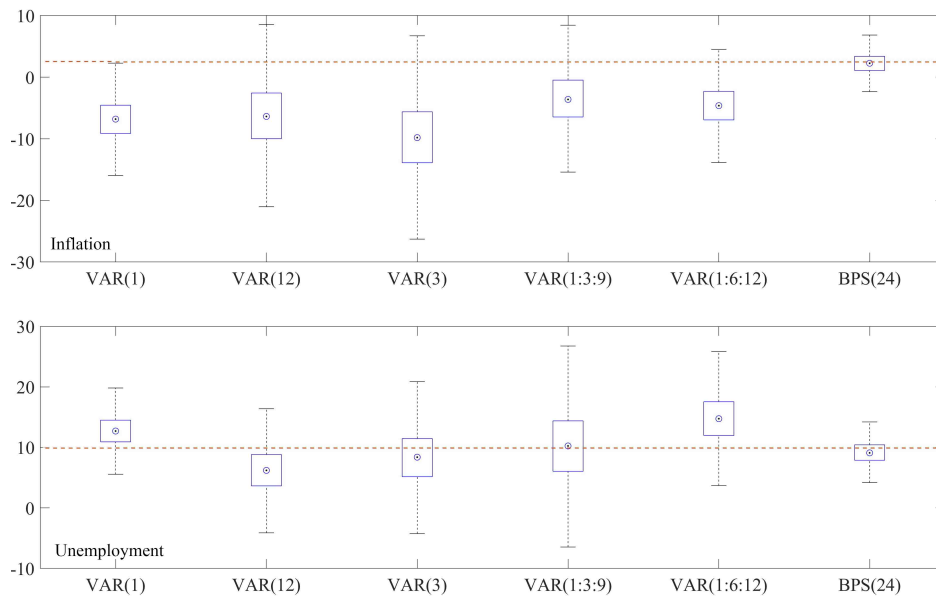 10
0
-10
-20
-30
Inflation
VAR(1) VAR(12) VAR(3) VAR(1:3:9) VAR(1:6:12) BPS(24)
30
20
10
0
-10
Unemployment
VAR(1) VAR(12) VAR(3) VAR(1:3:9) VAR(1:6:12) BPS(24)